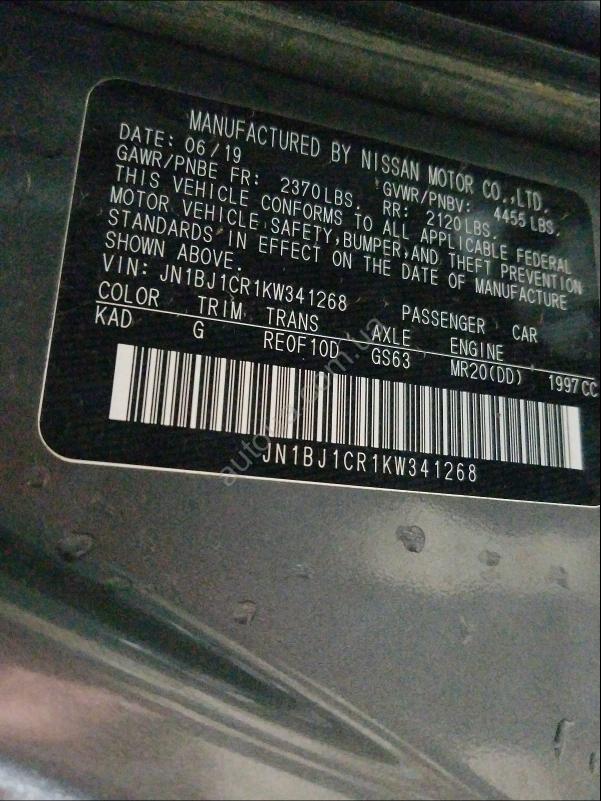 MANUFACTURED BY NISSAN MOTOR CO.,LTD.
DATE: 06/19 GVWR/PNBV: 4455LBS.
GAWR/PNBE FR: 2370LBS. RR: 2120LBS.
THIS VEHICLE CONFORMS TO ALL APPLICABLE FEDERAL
MOTOR VEHICLE SAFETY,BUMPER,AND THEFT PREVENTION
STANDARDS IN EFFECT ON THE DATE OF MANUFACTURE
SHOWN ABOVE.
VIN: JN1BJ1CR1KW341268 PASSENGER CAR
COLOR TRIM TRANS AXLE ENGINE
KAD G RE0F10D GS63 MR20(DD) 1997CC
JN1BJ1CR1KW341268